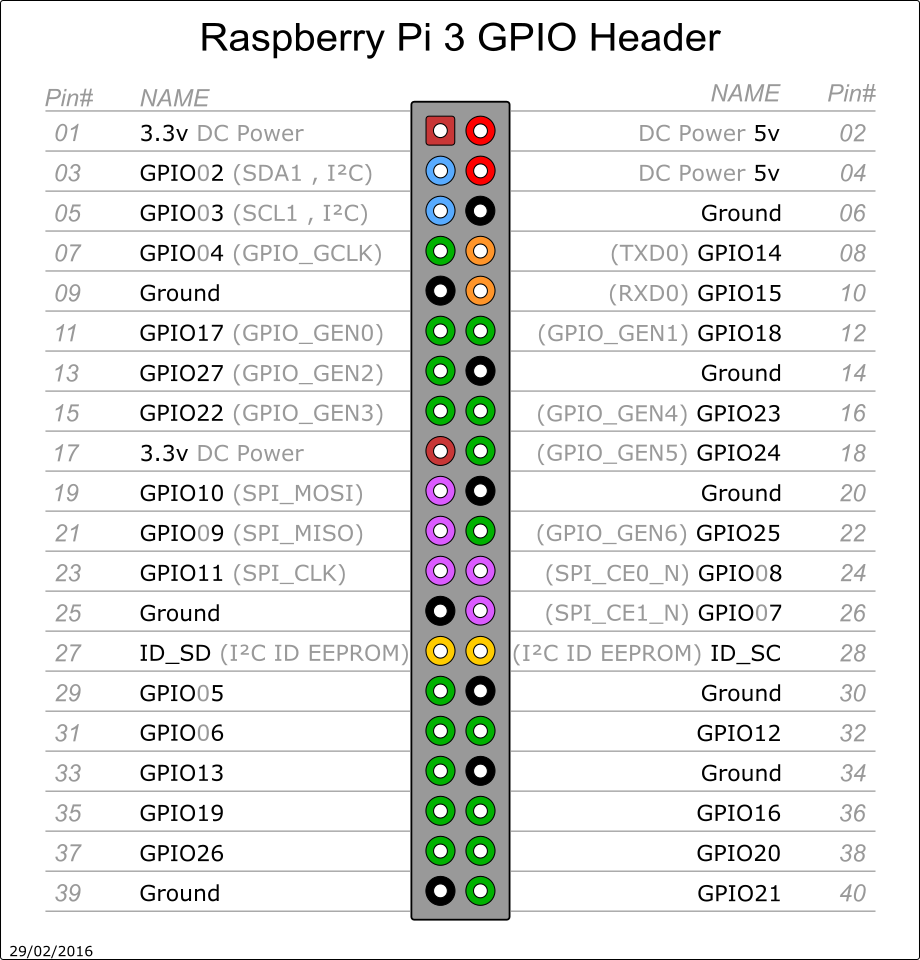 Raspberry Pi 3 GPIO Header
Pin# NAME NAME Pin#
01 3.3v DC Power DC Power 5v 02
03 GPIO02 (SDA1 , I²C) DC Power 5v 04
05 GPIO03 (SCL1 , I²C) Ground 06
07 GPIO04 (GPIO_GCLK) (TXD0) GPIO14 08
09 Ground (RXD0) GPIO15 10
11 GPIO17 (GPIO_GEN0) (GPIO_GEN1) GPIO18 12
13 GPIO27 (GPIO_GEN2) Ground 14
15 GPIO22 (GPIO_GEN3) (GPIO_GEN4) GPIO23 16
17 3.3v DC Power (GPIO_GEN5) GPIO24 18
19 GPIO10 (SPI_MOSI) Ground 20
21 GPIO09 (SPI_MISO) (GPIO_GEN6) GPIO25 22
23 GPIO11 (SPI_CLK) (SPI_CE0_N) GPIO08 24
25 Ground (SPI_CE1_N) GPIO07 26
27 ID_SD (I²C ID EEPROM) (I²C ID EEPROM) ID_SC 28
29 GPIO05 Ground 30
31 GPIO06 GPIO12 32
33 GPIO13 Ground 34
35 GPIO19 GPIO16 36
37 GPIO26 GPIO20 38
39 Ground GPIO21 40
29/02/2016